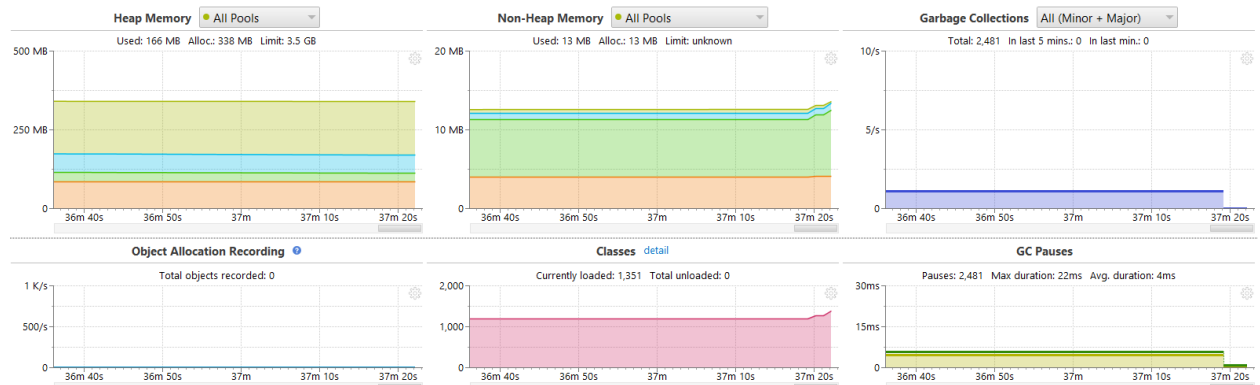 Heap Memory All Pools
Used: 166 MB Alloc.: 338 MB Limit: 3.5 GB
500 MB
250 MB
0
36m 40s 36m 50s 37m 37m 10s 37m 20s
Non-Heap Memory All Pools
Used: 13 MB Alloc.: 13 MB Limit: unknown
20 MB
10 MB
0
36m 40s 36m 50s 37m 37m 10s 37m 20s
Garbage Collections All (Minor + Major)
Total: 2,481 In last 5 mins.: 0 In last min.: 0
10/s
5/s
0
36m 40s 36m 50s 37m 37m 10s 37m 20s
Object Allocation Recording ?
Total objects recorded: 0
1 K/s
500/s
0
36m 40s 36m 50s 37m 37m 10s 37m 20s
Classes detail
Currently loaded: 1,351 Total unloaded: 0
2,000
1,000
0
36m 40s 36m 50s 37m 37m 10s 37m 20s
GC Pauses
Pauses: 2,481 Max duration: 22ms Avg. duration: 4ms
30ms
15ms
0
36m 40s 36m 50s 37m 37m 10s 37m 20s